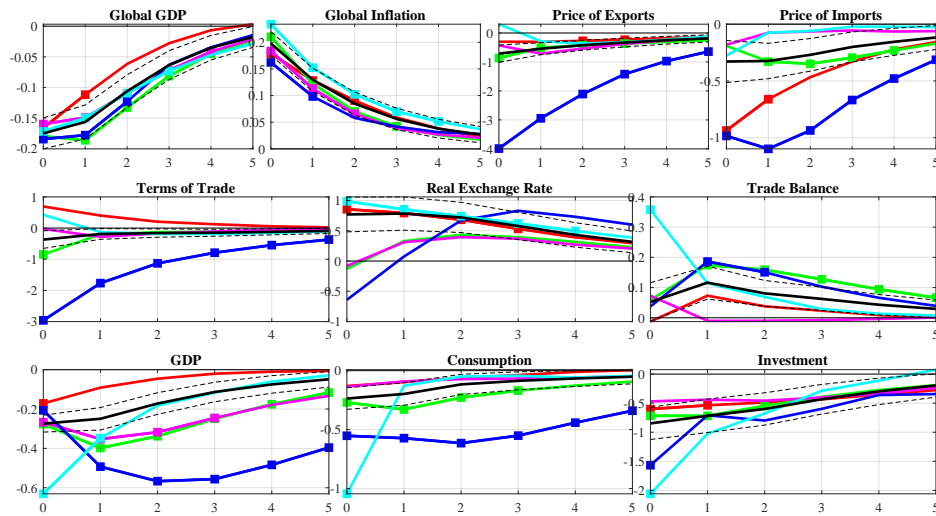 Global GDP Global Inflation Price of Exports Price of Imports
0 0.2 0 0
-0.05 0.15 -1 -0.5
-0.1 0.1 -2 -1
-0.15 0.05 -3
-0.2 0 -4
0 1 2 3 4 5 0 1 2 3 4 5 0 1 2 3 4 5 0 1 2 3 4 5
Terms of Trade Real Exchange Rate Trade Balance
1 1 0.4
0 0.5 0.3
-1 0 0.2
-2 -0.5 0.1
-3 -1 0
0 1 2 3 4 5 0 1 2 3 4 5 0 1 2 3 4 5
GDP Consumption Investment
0 0 0
-0.2 -0.5 -0.5
-0.4 -1 -1
-0.6 -1.5
-2
0 1 2 3 4 5 0 1 2 3 4 5 0 1 2 3 4 5